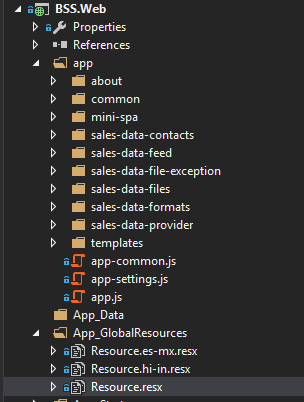 BSS.Web
Properties
References
app
about
common
mini-spa
sales-data-contacts
sales-data-feed
sales-data-file-exception
sales-data-files
sales-data-formats
sales-data-provider
templates
app-common.js
app-settings.js
app.js
App_Data
App_GlobalResources
Resource.es-mx.resx
Resource.hi-in.resx
Resource.resx